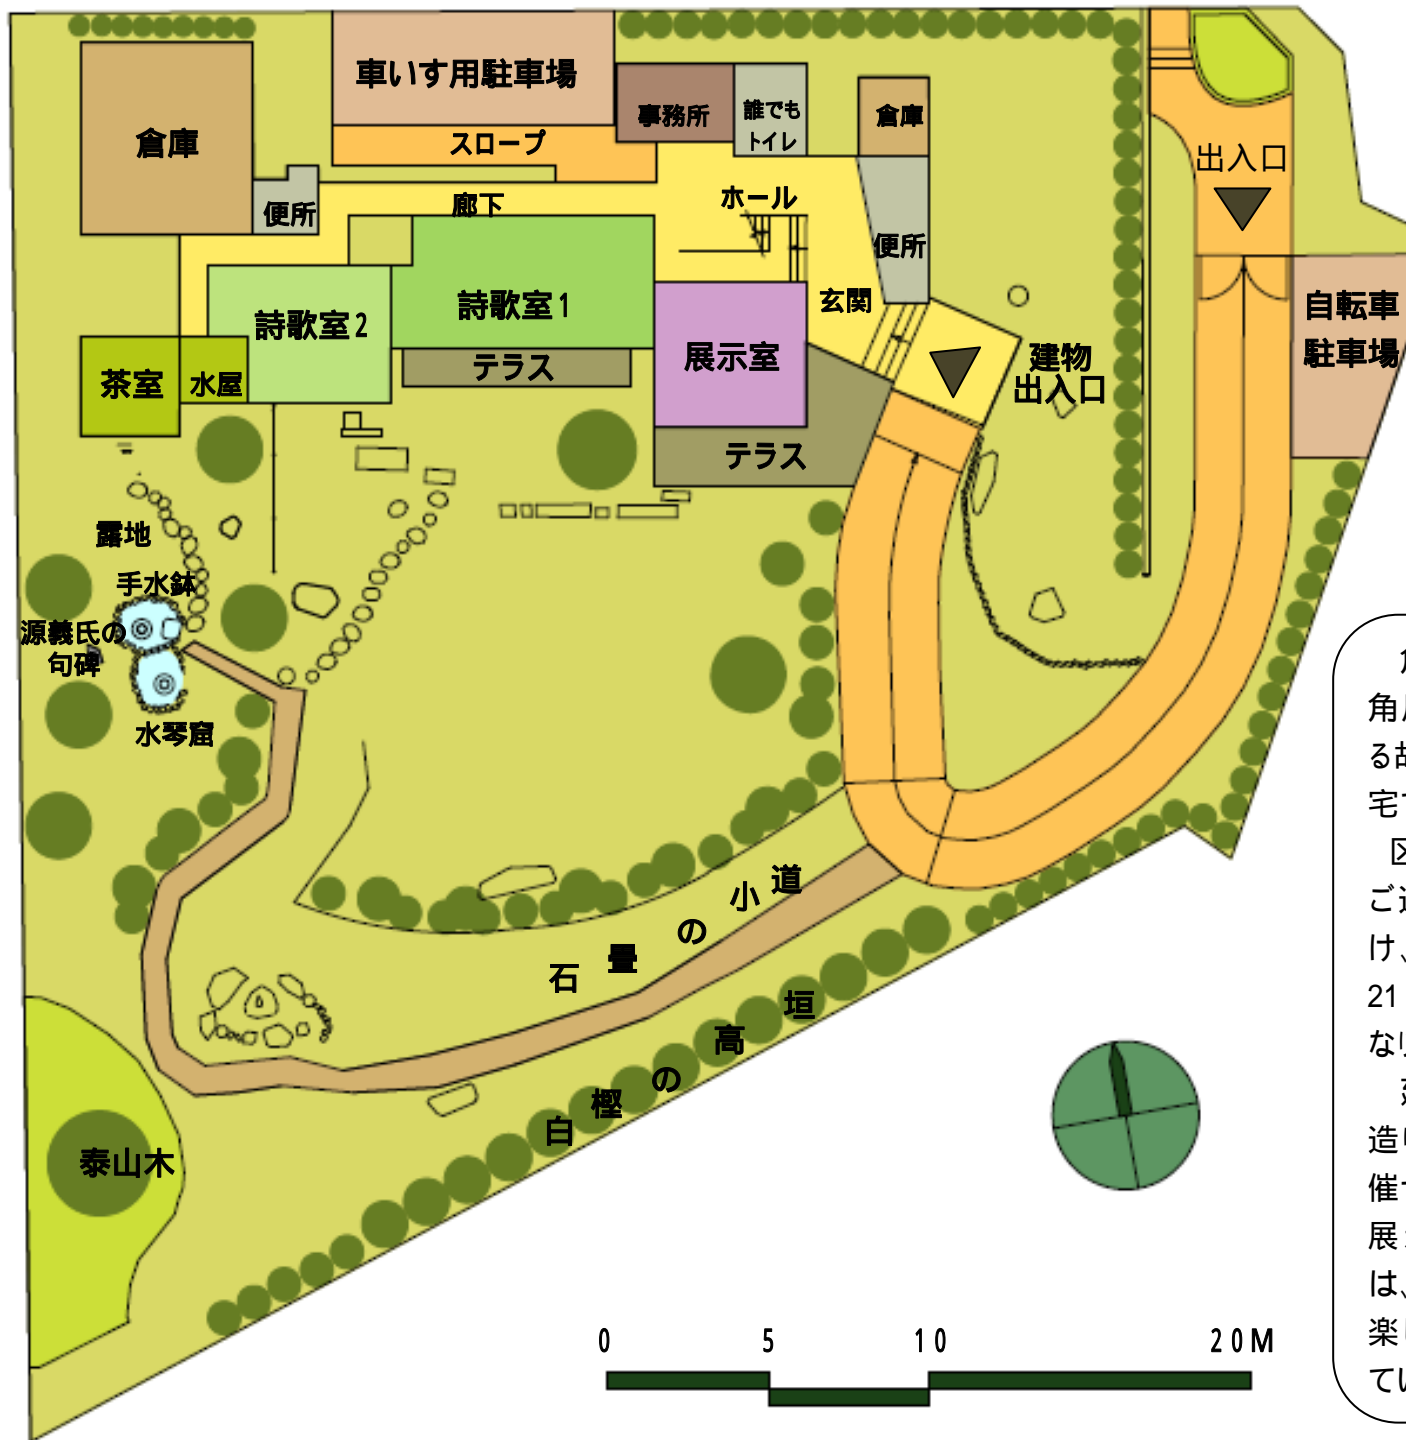 車いす用駐車場
倉庫
スロープ
事務所
誰でも
トイレ
倉庫
出入口
便所
廊下
ホール
便所
玄関
詩歌室1
詩歌室2
展示室
テラス
茶室
水屋
テラス
建物
出入口
自転車
駐車場
露地
手水鉢
源義氏の
句碑
水琴窟
石畳の小道
白樫の高垣
泰山木
0 5 10 20M
角
る
宅
区
ご
け、
21
な
造
催
展
は、
楽
て